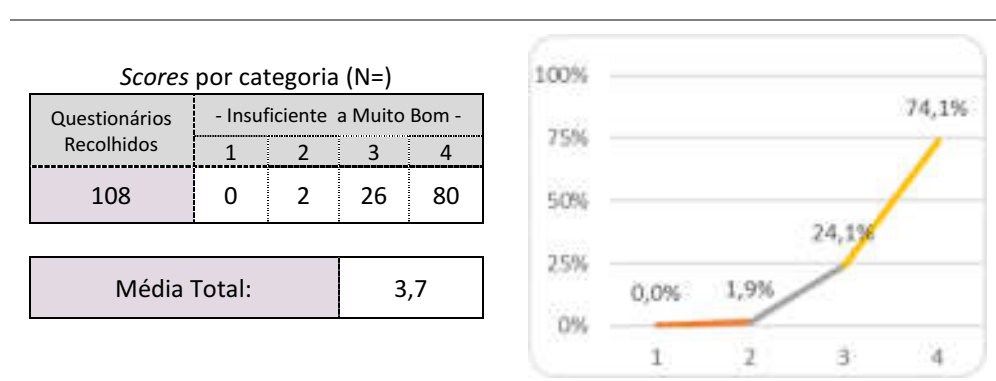 Scores por categoria (N=)
Questionários Recolhidos
- Insuficiente a Muito Bom -
1 2 3 4
108 0 2 26 80
Média Total: 3,7
100%
75%
50%
25%
0%
0,0%
1,9%
24,1%
74,1%
1 2 3 4